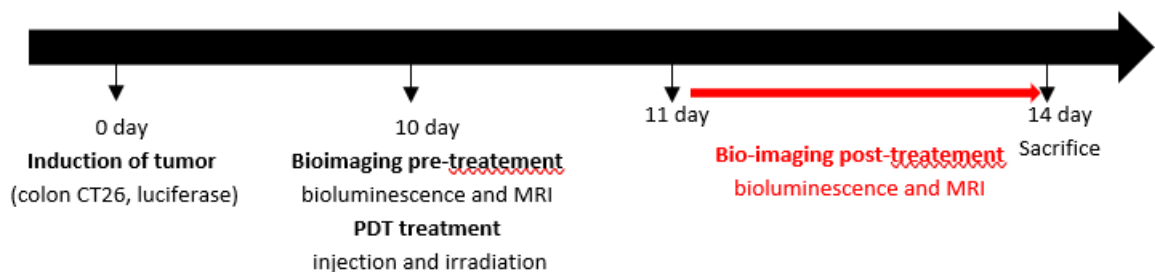 0 day
Induction of tumor
(colon CT26, luciferase)
10 day
Bioimaging pre-treatement
bioluminescence and MRI
PDT treatment
injection and irradiation
11 day
Bio-imaging post-treatement
bioluminescence and MRI
14 day
Sacrifice